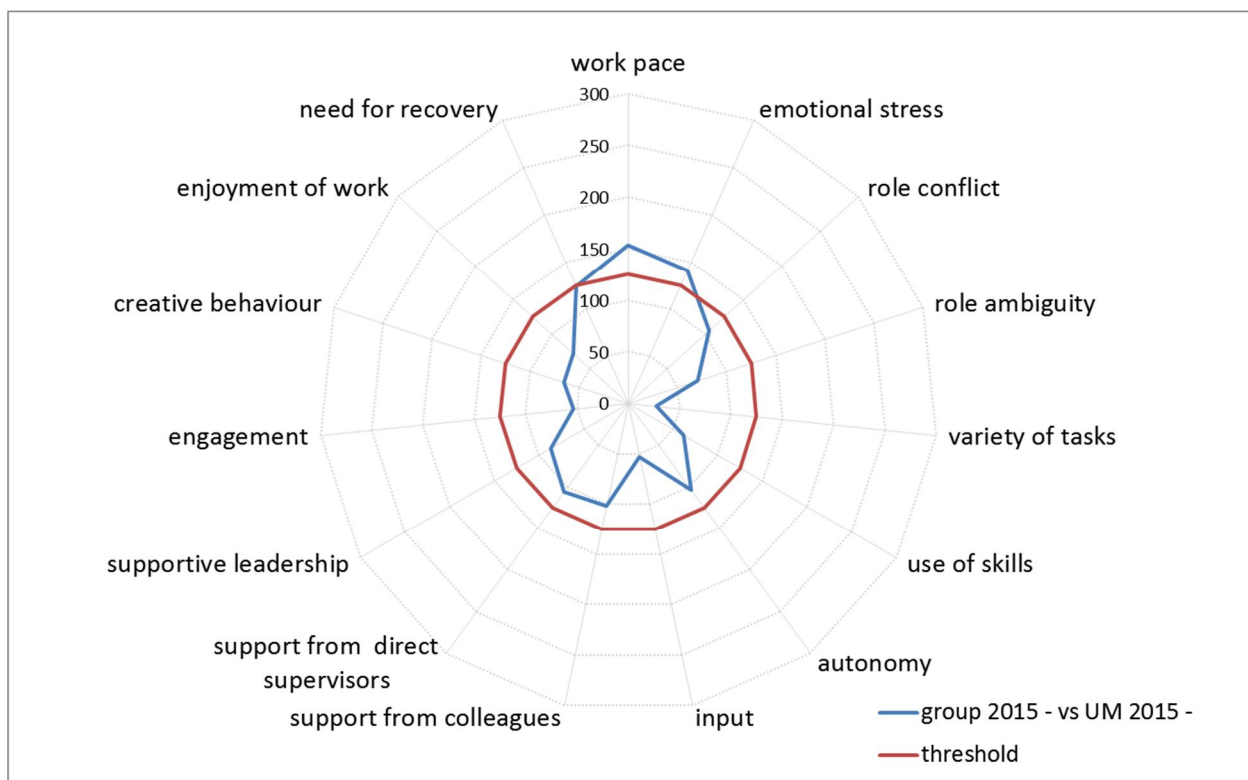 work pace
300
need for recovery
emotional stress
250
enjoyment of work
role conflict
200
150
creative behaviour
role ambiguity
100
50
0
engagement
variety of tasks
supportive leadership
use of skills
support from direct
supervisors
autonomy
support from colleagues
input
group 2015 - vs UM 2015 -
threshold